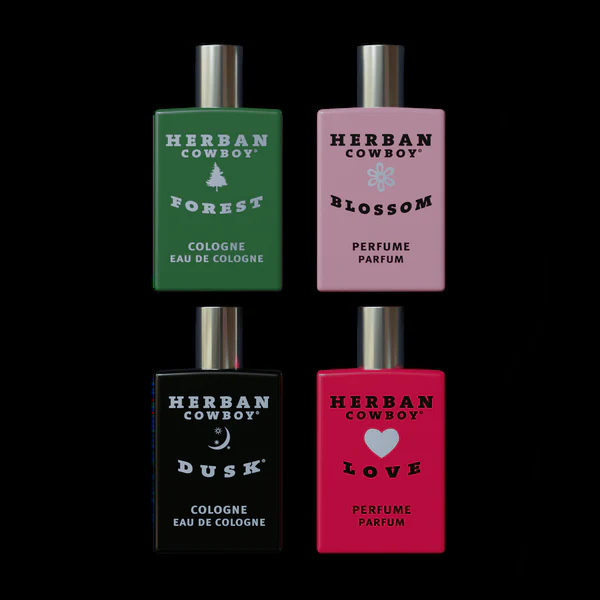 HERBAN
COWBOY®
FOREST
COLOGNE
EAU DE COLOGNE
HERBAN
COWBOY®
BLOSSOM
PERFUME
PARFUM
HERBAN
COWBOY®
DUSK®
COLOGNE
EAU DE COLOGNE
HERBAN
COWBOY®
LOVE
PERFUME
PARFUM